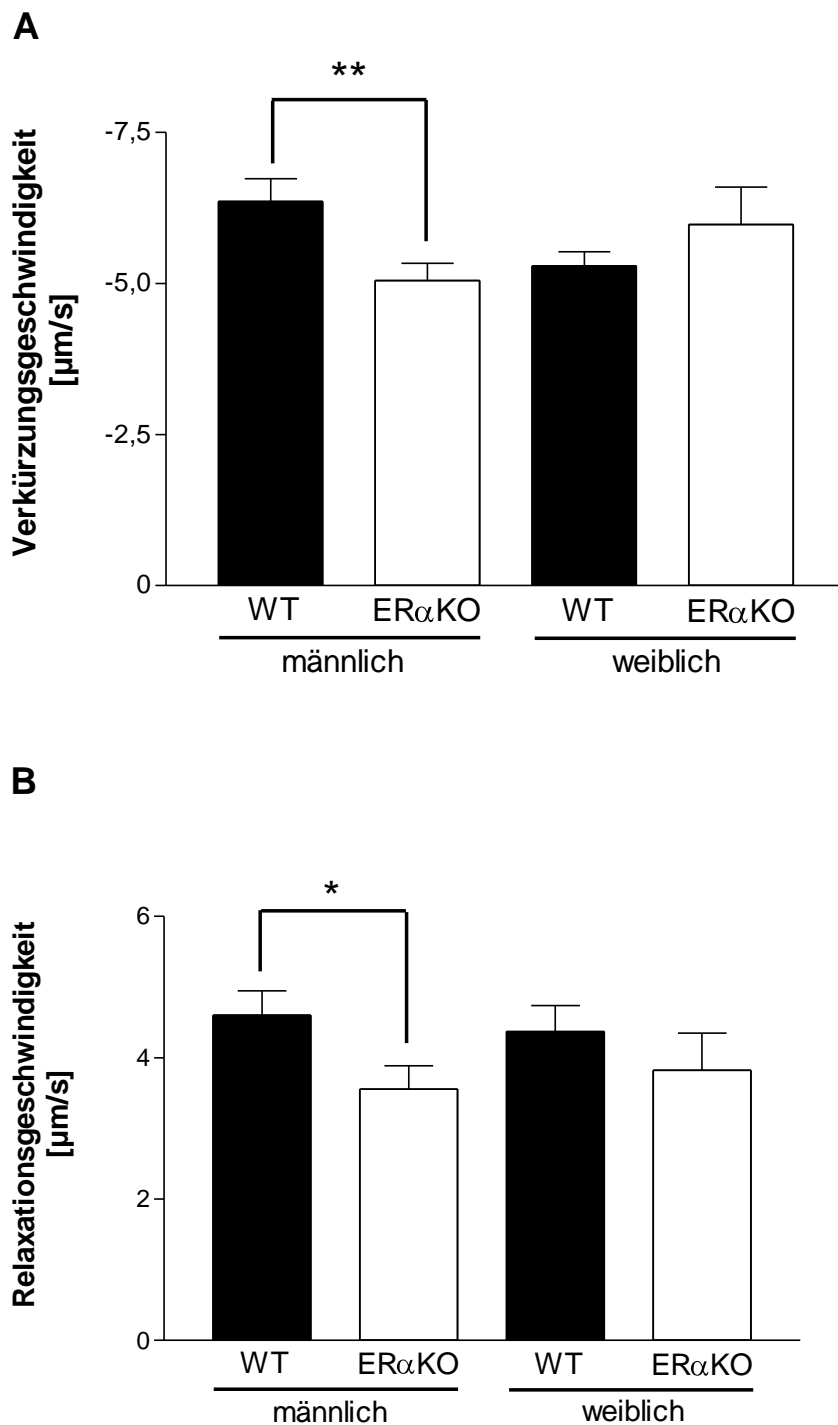 A
**
Verkürzungsgeschwindigkeit
[µm/s]
-7,5
-5,0
-2,5
0
WT ERαKO WT ERαKO
männlich weiblich
B
*
Relaxationsgeschwindigkeit
[µm/s]
6
4
2
0
WT ERαKO WT ERαKO
männlich weiblich